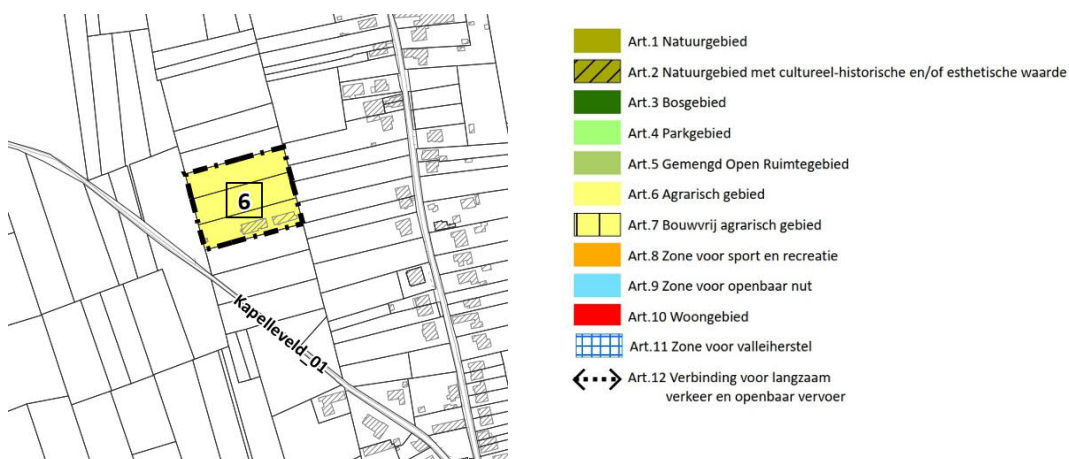 6
Kapelleveld_01
Art.1 Natuurgebied
Art.2 Natuurgebied met cultureel-historische en/of esthetische waarde
Art.3 Bosgebied
Art.4 Parkgebied
Art.5 Gemengd Open Ruimtegebied
Art.6 Agrarisch gebied
Art.7 Bouwvrij agrarisch gebied
Art.8 Zone voor sport en recreatie
Art.9 Zone voor openbaar nut
Art.10 Woongebied
Art.11 Zone voor valleiherstel
Art.12 Verbinding voor langzaam
verkeer en openbaar vervoer